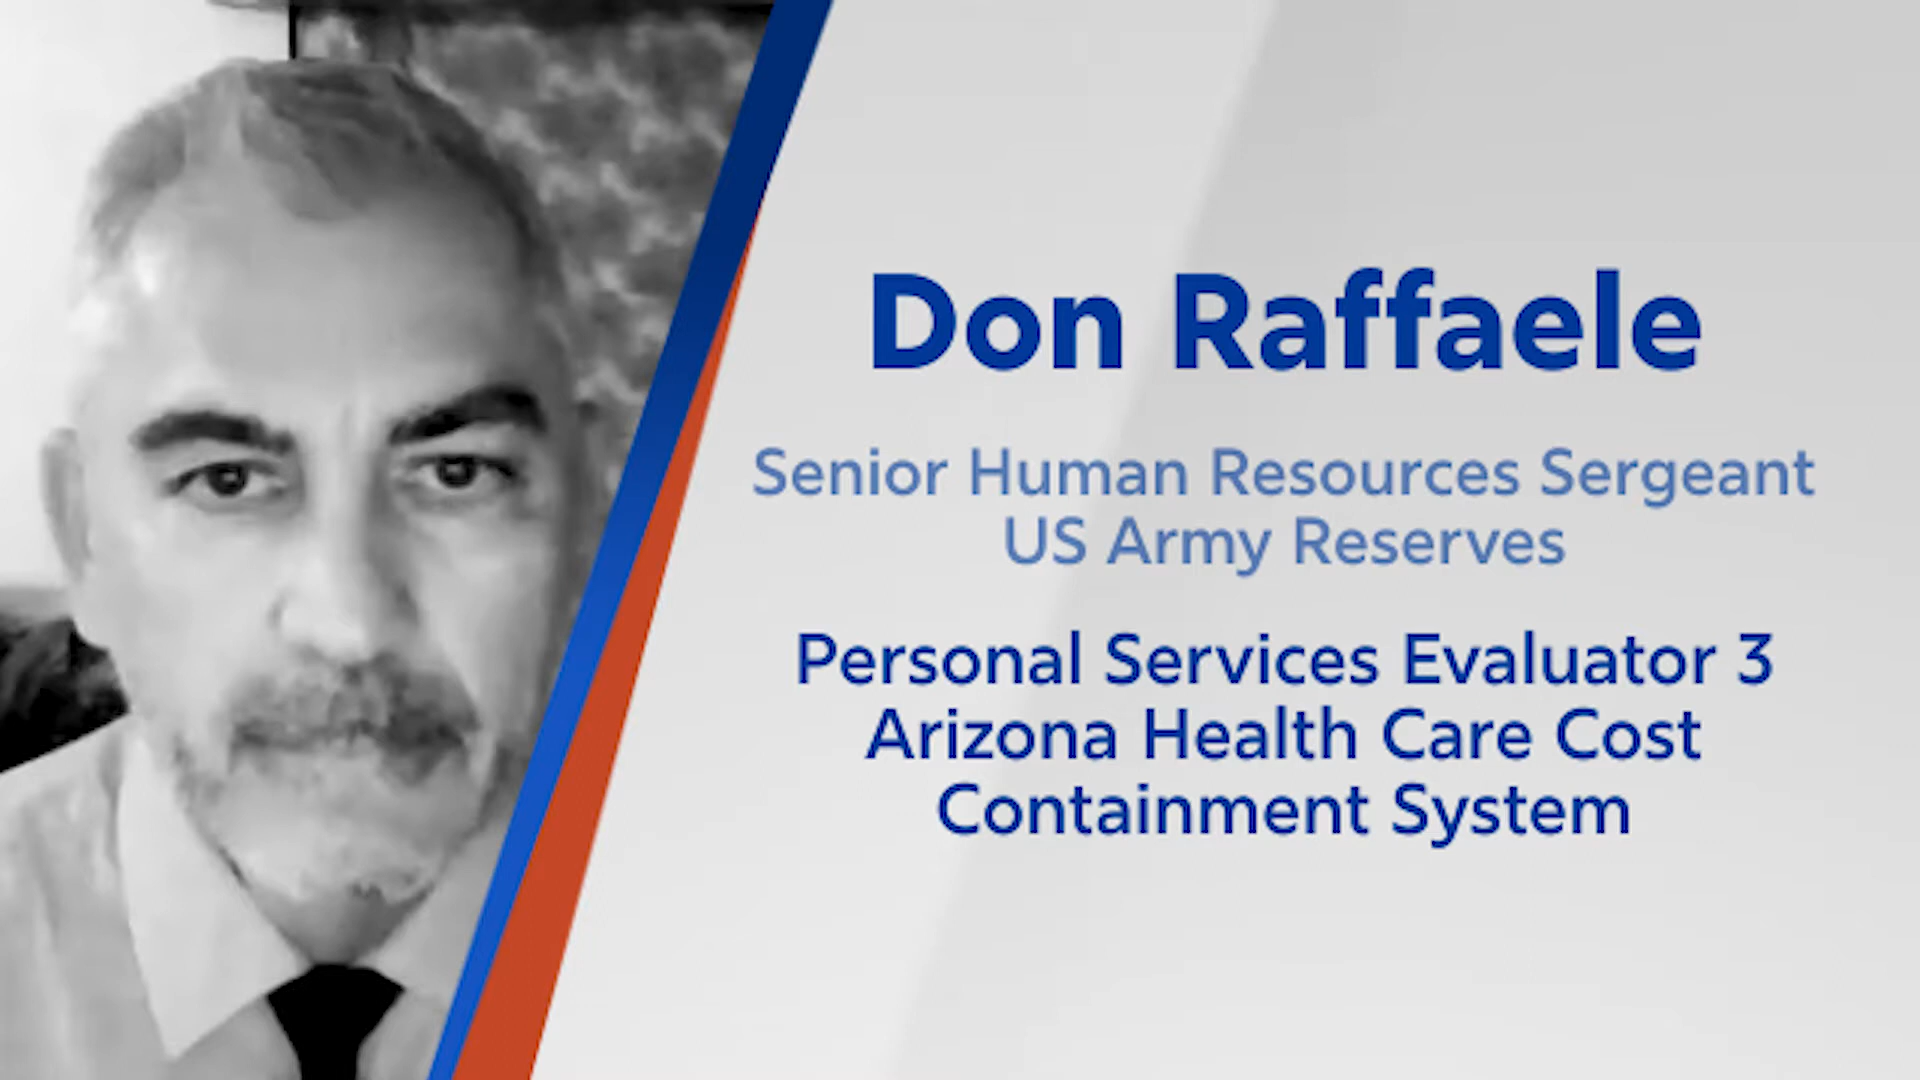 Don Raffaele
Senior Human Resources Sergeant
US Army Reserves
Personal Services Evaluator 3
Arizona Health Care Cost
Containment System